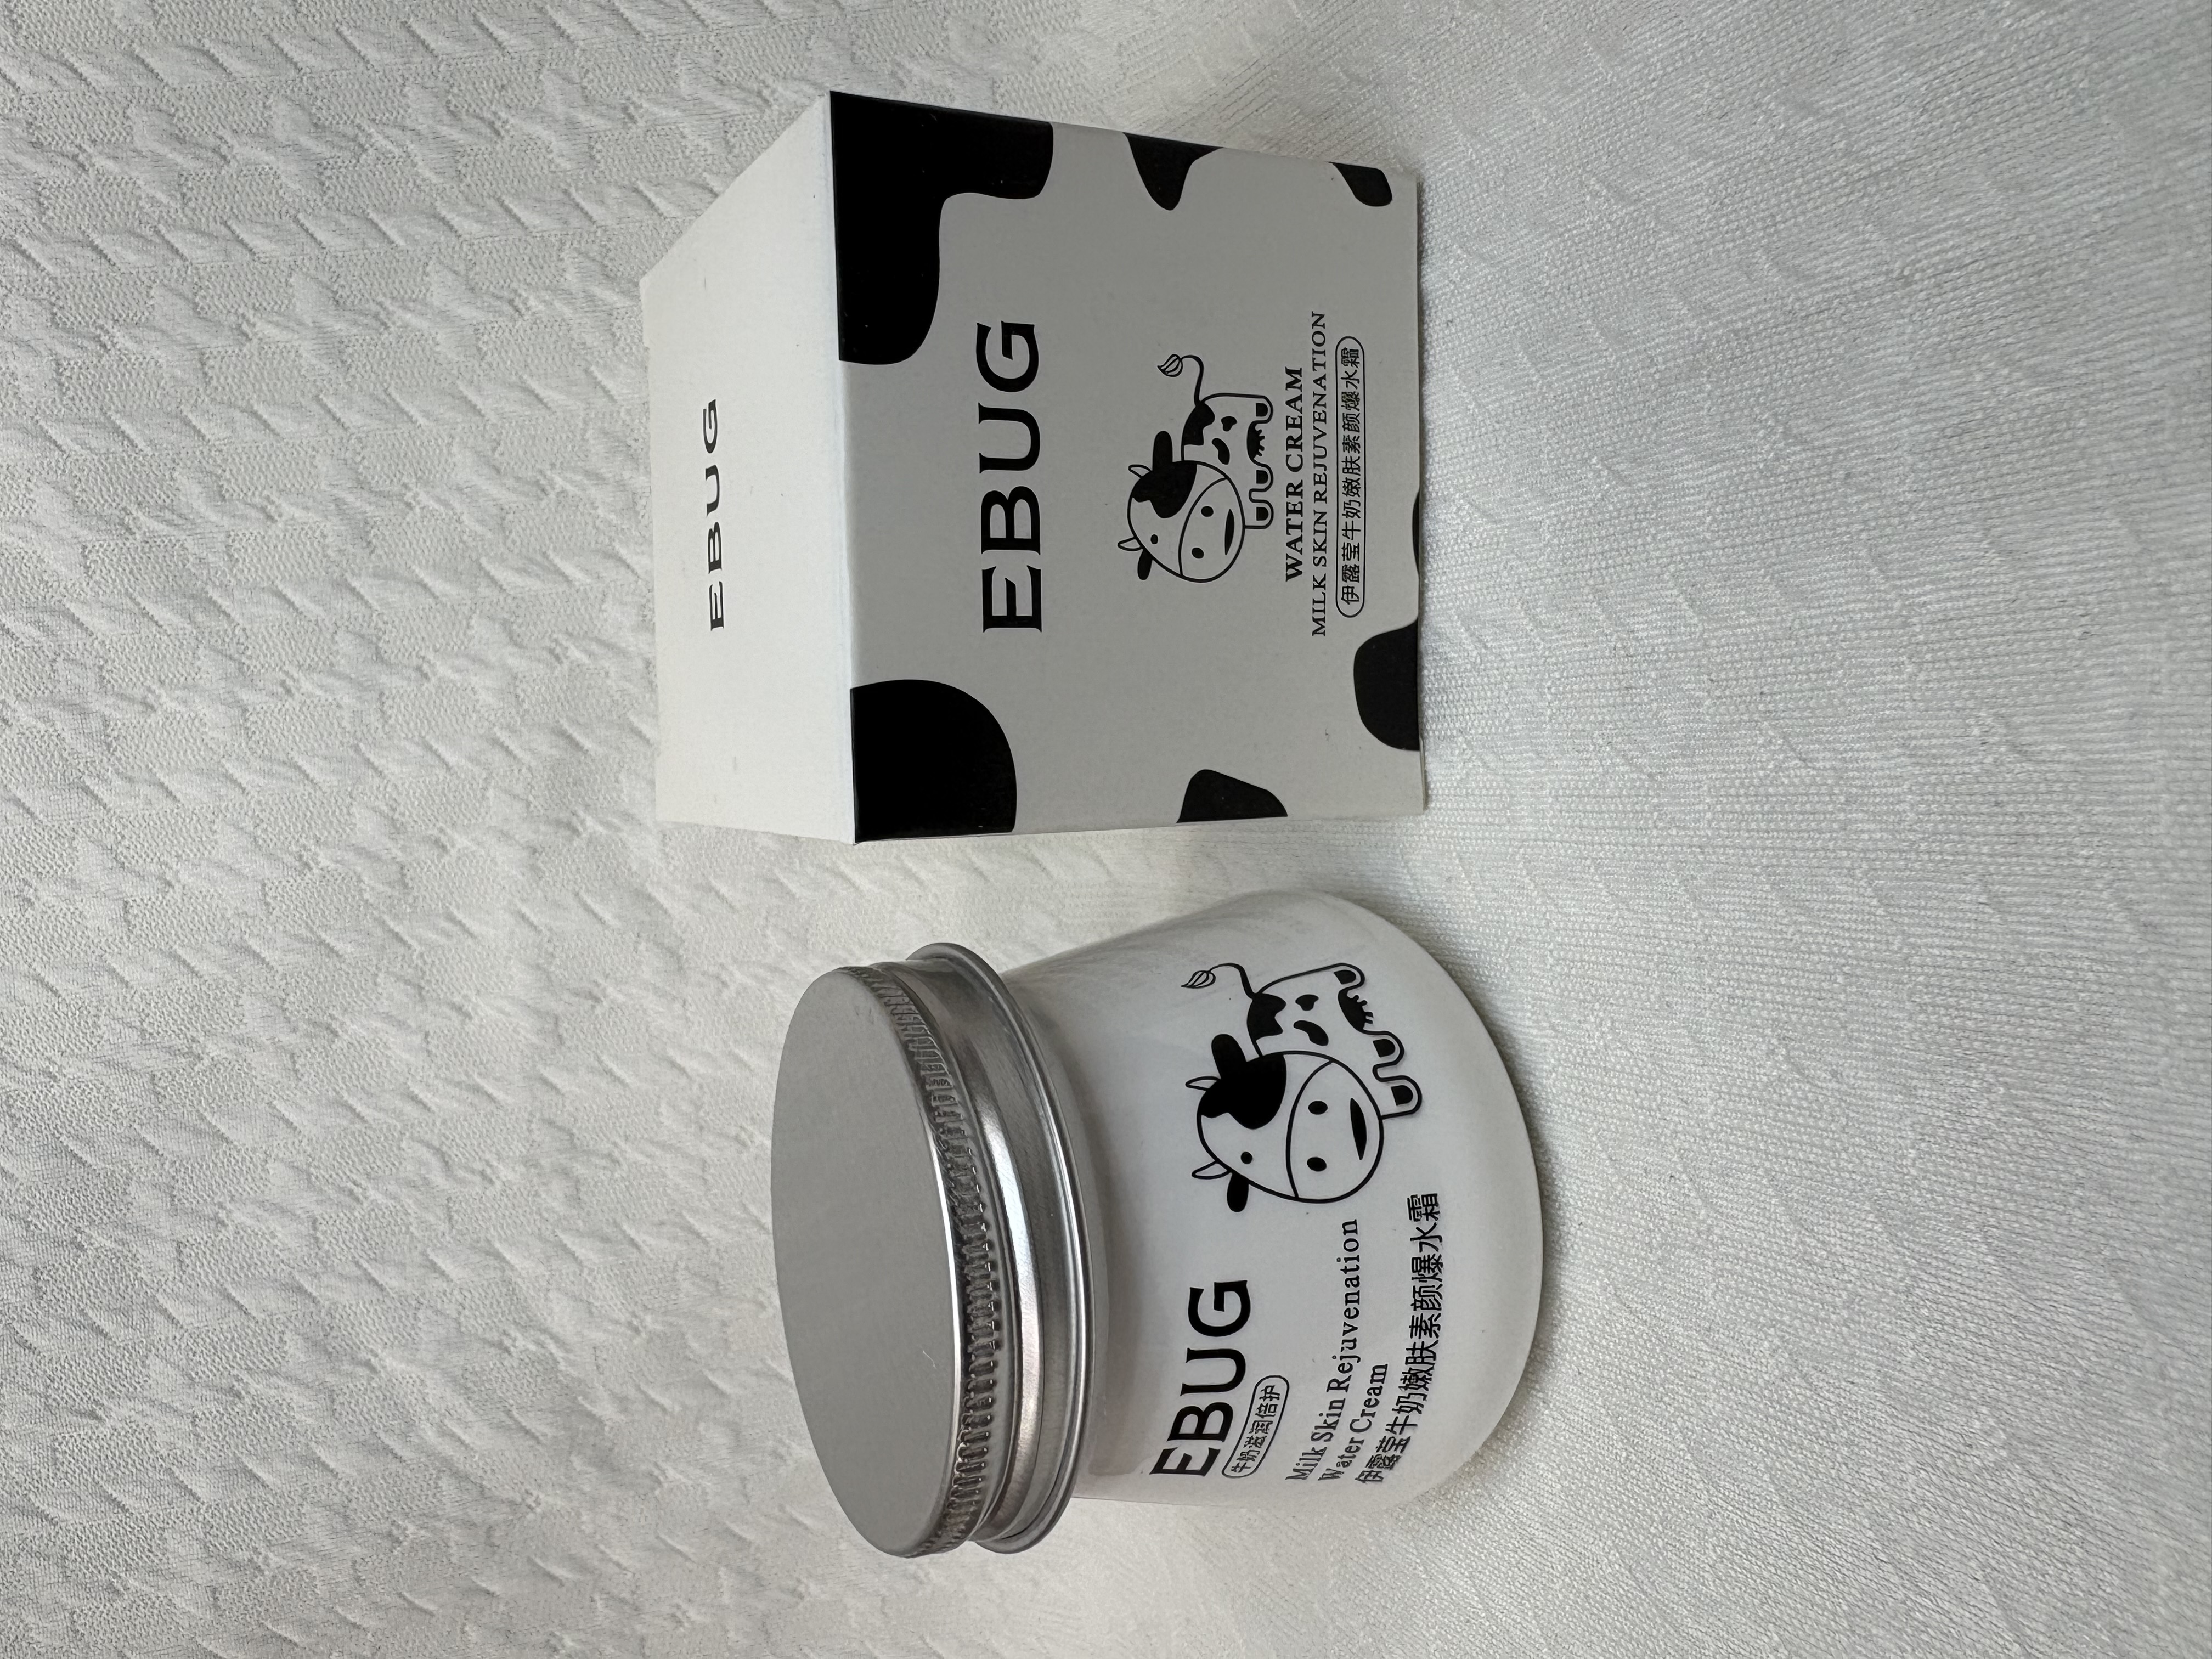 EBUG
牛奶滋润倍护
Milk Skin Rejuvenation
Water Cream
伊露莹牛奶嫩肤素颜爆水霜
EBUG
EBUG
WATER CREAM
MILK SKIN REJUVENATION
伊露莹牛奶嫩肤素颜爆水霜